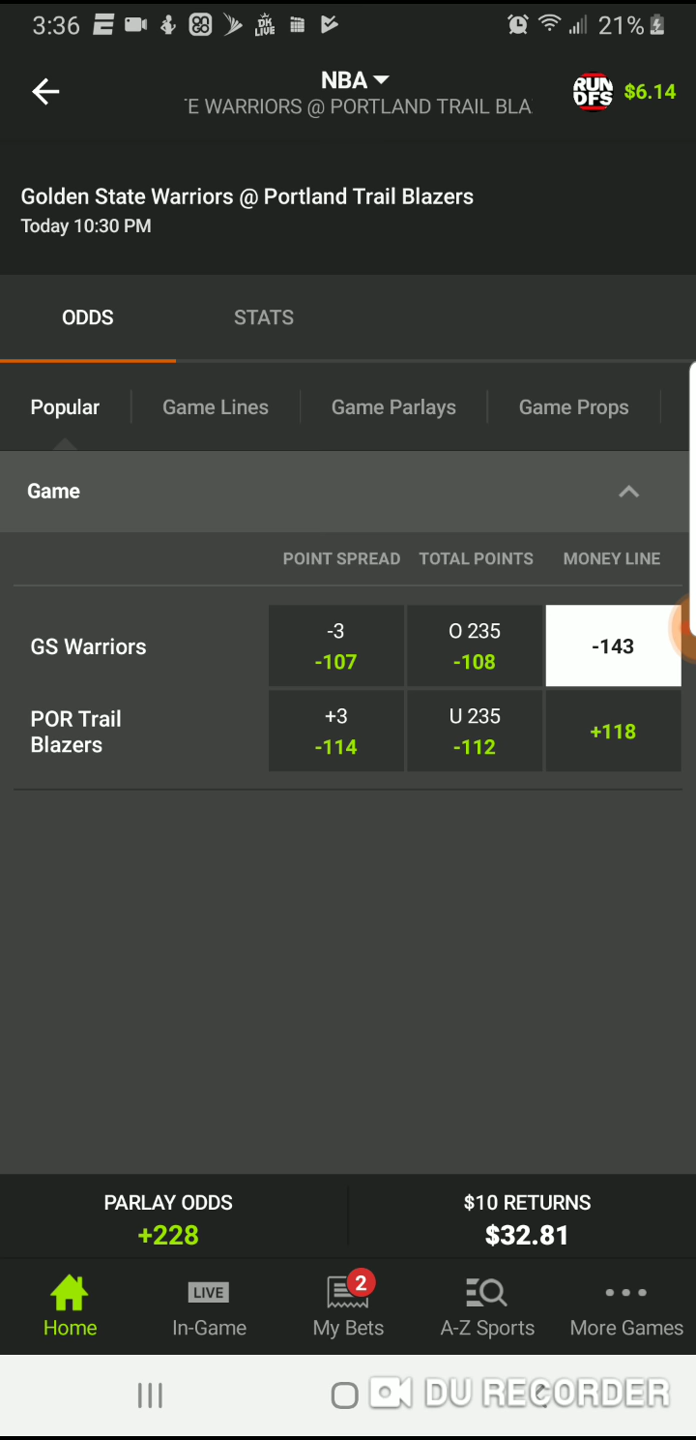 3:36
DK
LIVE
21%
NBA
E WARRIORS @ PORTLAND TRAIL BLA
RUN
DFS
$6.14
Golden State Warriors @ Portland Trail Blazers
Today 10:30 PM
ODDS STATS
Popular Game Lines Game Parlays Game Props
Game
POINT SPREAD TOTAL POINTS MONEY LINE
GS Warriors
-3
-107
O 235
-108
-143
POR Trail
Blazers
+3
-114
U 235
-112
+118
PARLAY ODDS
+228
$10 RETURNS
$32.81
LIVE
2
Home In-Game My Bets A-Z Sports More Games
DU RECORDER